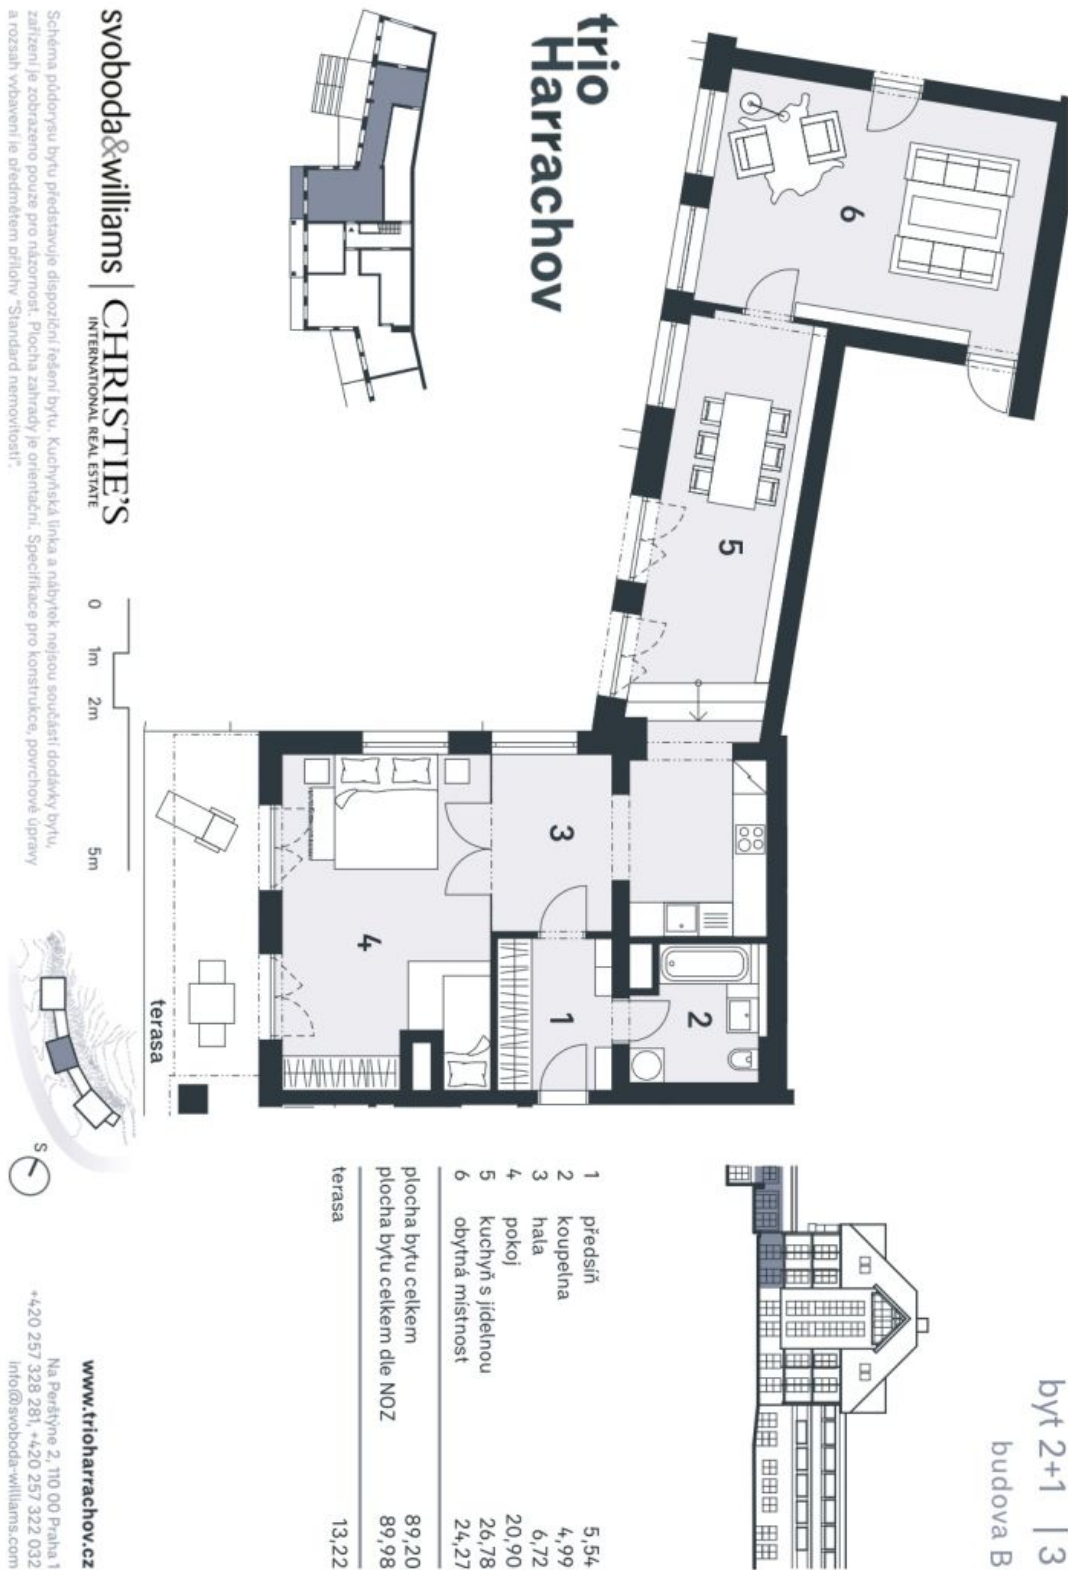 trio
Harrachov
byt 2+1 | 3
budova B
6
5
3
4
1
2
terasa
1 předsíň 5,54
2 koupelna 4,99
3 hala 6,72
4 pokoj 20,90
5 kuchyň s jídelnou 26,78
6 obytná místnost 24,27
plocha bytu celkem 89,20
plocha bytu celkem dle NOZ 89,98
terasa 13,22
0 1m 2m 5m
S
svoboda&williams | CHRISTIE'S
INTERNATIONAL REAL ESTATE
Schéma půdorysu bytu představuje dispoziční řešení bytu. Kuchyňská linka a nábytek nejsou součástí dodávky bytu,
zařízení je zobrazeno pouze pro názornost. Plocha zahrady je orientační. Specifikace pro konstrukce, povrchové úpravy
a rozsah vybavení je předmětem přílohy "Standard nemovitosti".
www.trioharrachov.cz
Na Perštýne 2, 110 00 Praha 1
+420 257 328 281, +420 257 322 032
info@svoboda-williams.com